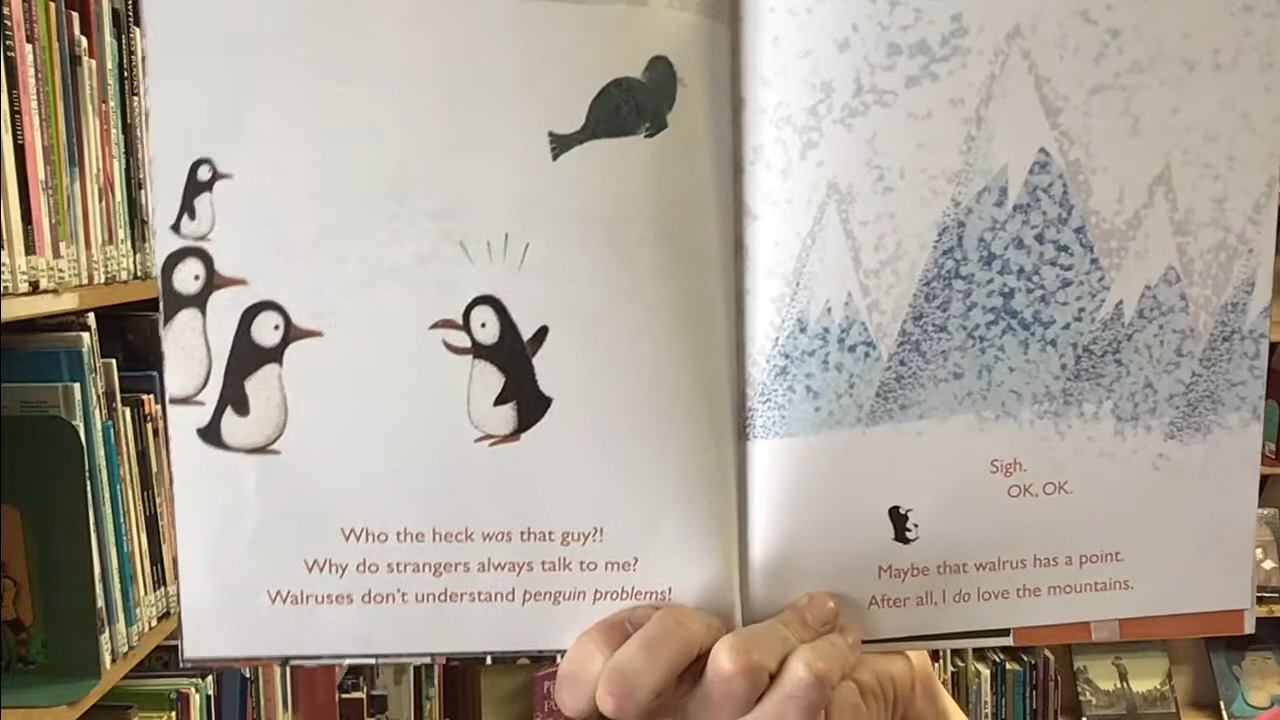 Who the heck was that guy?!
Why do strangers always talk to me?
Walruses don't understand penguin problems!
Sigh.
OK, OK.
Maybe that walrus has a point.
After all, I do love the mountains.